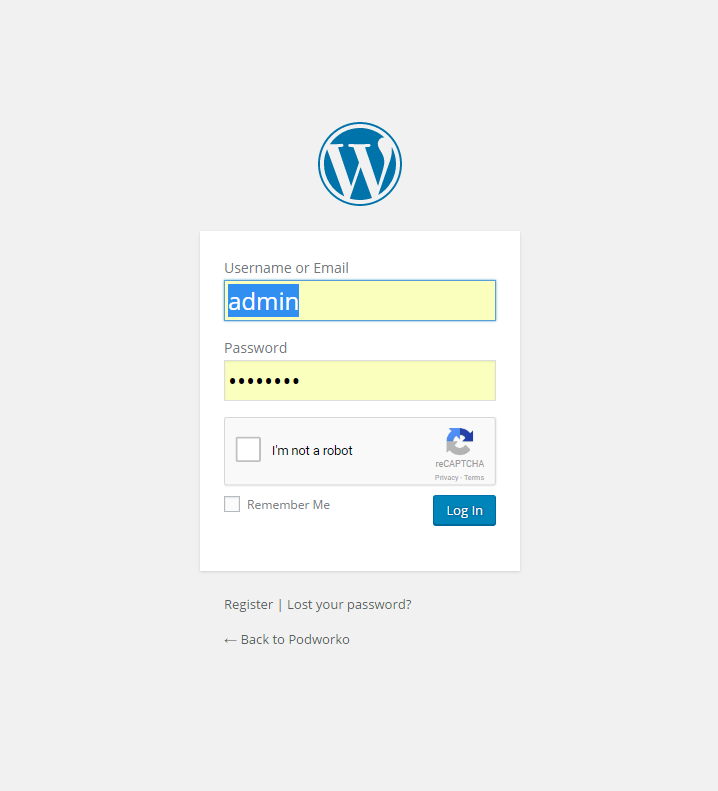 Username or Email
admin
Password
••••••••
I'm not a robot
reCAPTCHA
Privacy - Terms
Remember Me
Log In
Register | Lost your password?
← Back to Podworko